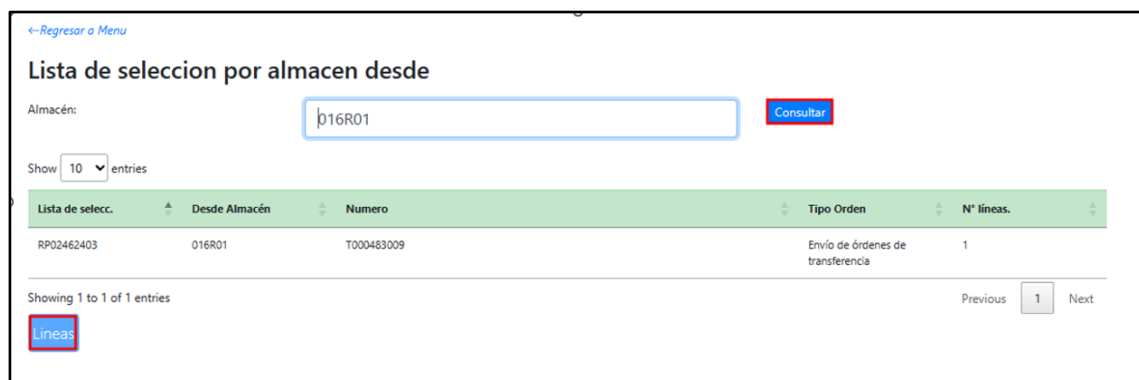 ←Regresar a Menu
Lista de seleccion por almacen desde
Almacén:
016R01
Consultar
Show 10 entries
Lista de selecc. Desde Almacén Numero Tipo Orden N° líneas.
RP02462403 016R01 T000483009 Envío de órdenes de 1
transferencia
Showing 1 to 1 of 1 entries
Previous 1 Next
Lineas